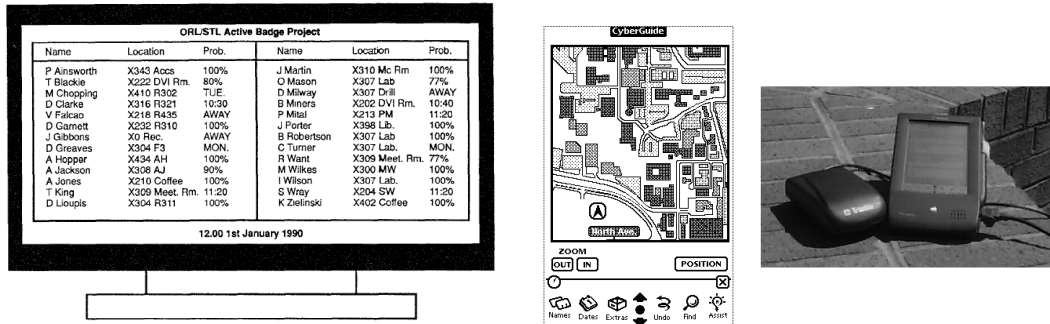 ORL/STL Active Badge Project
Name Location Prob. Name Location Prob.
P Ainsworth X343 Accs 100% J Martin X310 Mc Rm 100%
T Blackie X222 DVI Rm. 80% O Mason X307 Lab 77%
M Chopping X410 R302 TUE. D Milway X307 Drill AWAY
D Clarke X316 R321 10:30 B Miners X202 DVI Rm. 10:40
V Falcao X218 R435 AWAY P Mital X213 PM 11:20
D Garnett X232 R310 100% J Porter X398 Lib. 100%
J Gibbons X0 Rec. AWAY B Robertson X307 Lab 100%
D Greaves X304 F3 MON. C Turner X307 Lab. MON.
A Hopper X434 AH 100% R Want X309 Meet. Rm. 77%
A Jackson X308 AJ 90% M Wilkes X300 MW 100%
A Jones X210 Coffee 100% I Wilson X307 Lab. 100%
T King X309 Meet. Rm. 11:20 S Wray X204 SW 11:20
D Lioupis X304 R311 100% K Zielinski X402 Coffee 100%
12.00 1st January 1990
CyberGuide
North Ave.
ZOOM
OUT IN POSITION
Names Dates Extras Undo Find Assist
Trimble